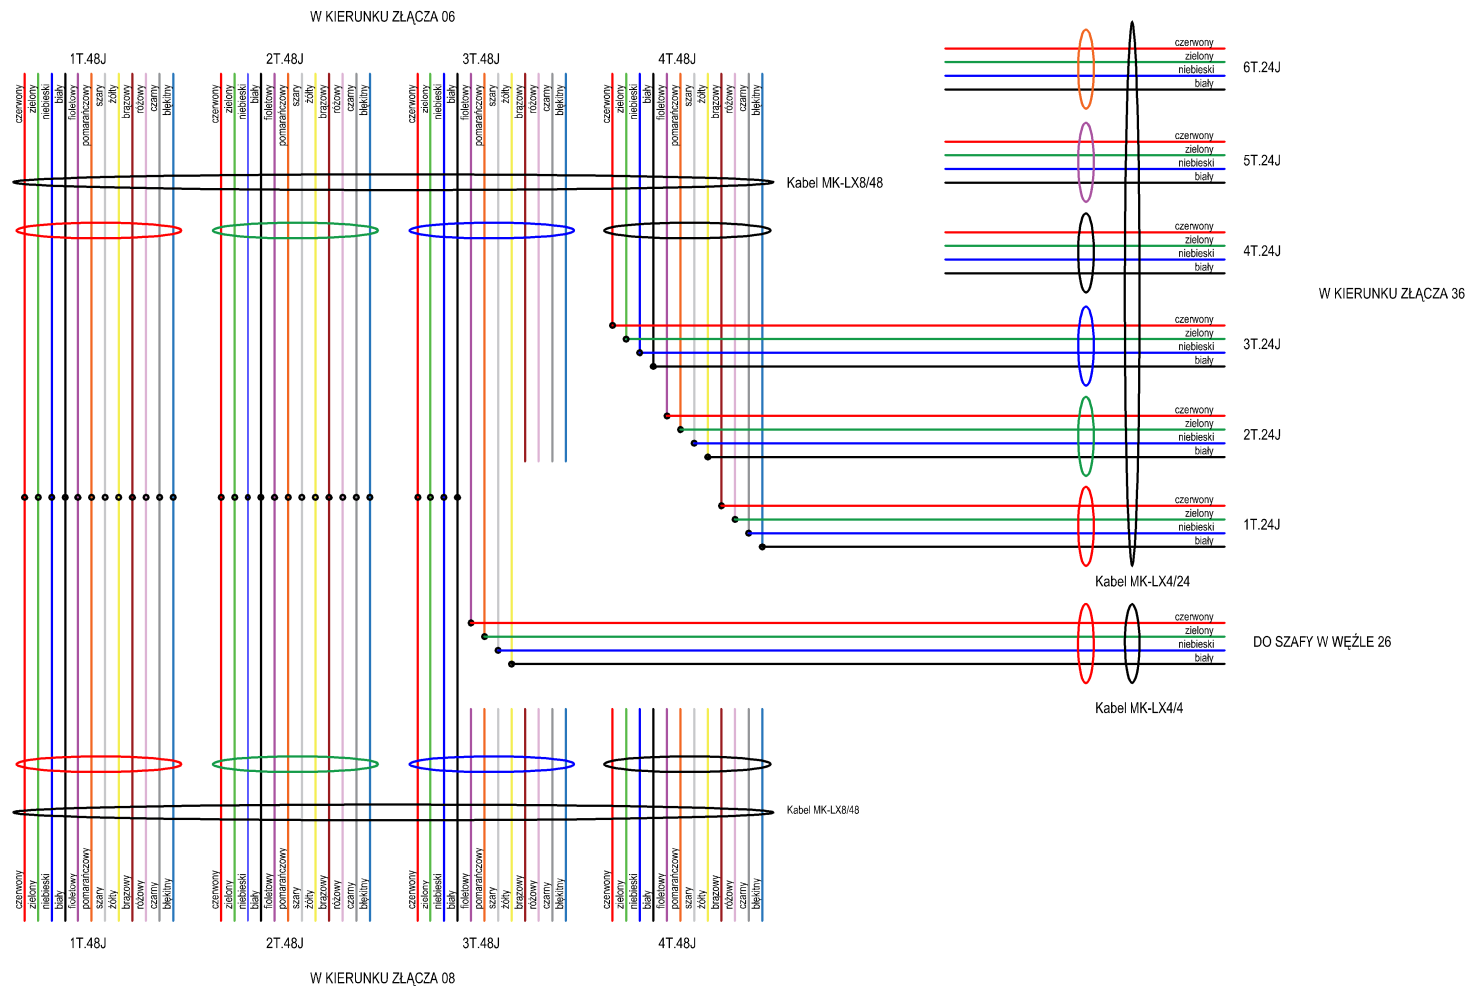 W KIERUNKU ZŁĄCZA 06
1T.48J
2T.48J
3T.48J
4T.48J
czerwony
zielony
niebieski
biały
fioletowy
pomarańczowy
szary
żółty
brązowy
różowy
czarny
błękitny
czerwony
zielony
niebieski
biały
fioletowy
pomarańczowy
szary
żółty
brązowy
różowy
czarny
błękitny
czerwony
zielony
niebieski
biały
fioletowy
pomarańczowy
szary
żółty
brązowy
różowy
czarny
błękitny
czerwony
zielony
niebieski
biały
fioletowy
pomarańczowy
szary
żółty
brązowy
różowy
czarny
błękitny
Kabel MK-LX8/48
czerwony
zielony
niebieski
biały
6T.24J
czerwony
zielony
niebieski
biały
5T.24J
czerwony
zielony
niebieski
biały
4T.24J
W KIERUNKU ZŁĄCZA 36
czerwony
zielony
niebieski
biały
3T.24J
czerwony
zielony
niebieski
biały
2T.24J
czerwony
zielony
niebieski
biały
1T.24J
Kabel MK-LX4/24
czerwony
zielony
niebieski
biały
DO SZAFY W WĘŹLE 26
Kabel MK-LX4/4
Kabel MK-LX8/48
czerwony
zielony
niebieski
biały
fioletowy
pomarańczowy
szary
żółty
brązowy
różowy
czarny
błękitny
czerwony
zielony
niebieski
biały
fioletowy
pomarańczowy
szary
żółty
brązowy
różowy
czarny
błękitny
czerwony
zielony
niebieski
biały
fioletowy
pomarańczowy
szary
żółty
brązowy
różowy
czarny
błękitny
czerwony
zielony
niebieski
biały
fioletowy
pomarańczowy
szary
żółty
brązowy
różowy
czarny
błękitny
1T.48J
2T.48J
3T.48J
4T.48J
W KIERUNKU ZŁĄCZA 08